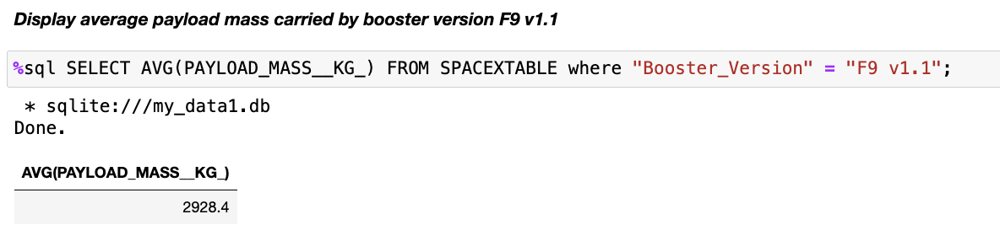 Display average payload mass carried by booster version F9 v1.1
%sql SELECT AVG(PAYLOAD_MASS__KG_) FROM SPACEXTABLE where "Booster_Version" = "F9 v1.1";
* sqlite:///my_data1.db
Done.
AVG(PAYLOAD_MASS__KG_)
2928.4